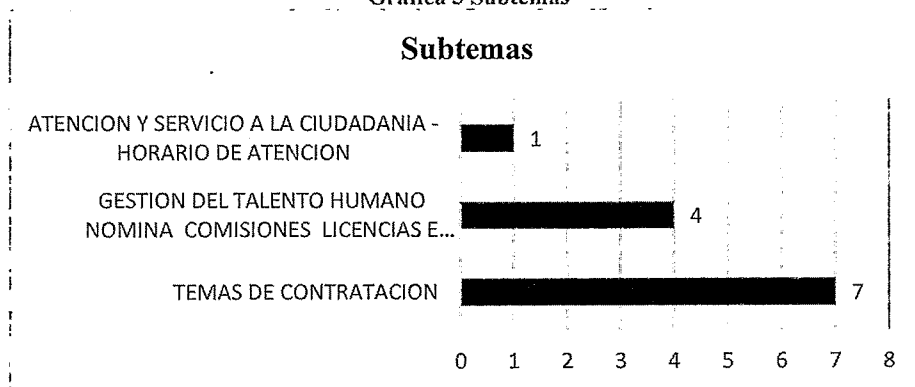 Subtemas
ATENCION Y SERVICIO A LA CIUDADANIA -
HORARIO DE ATENCION
1
GESTION DEL TALENTO HUMANO
NOMINA COMISIONES LICENCIAS E...
4
TEMAS DE CONTRATACION
7
0 1 2 3 4 5 6 7 8